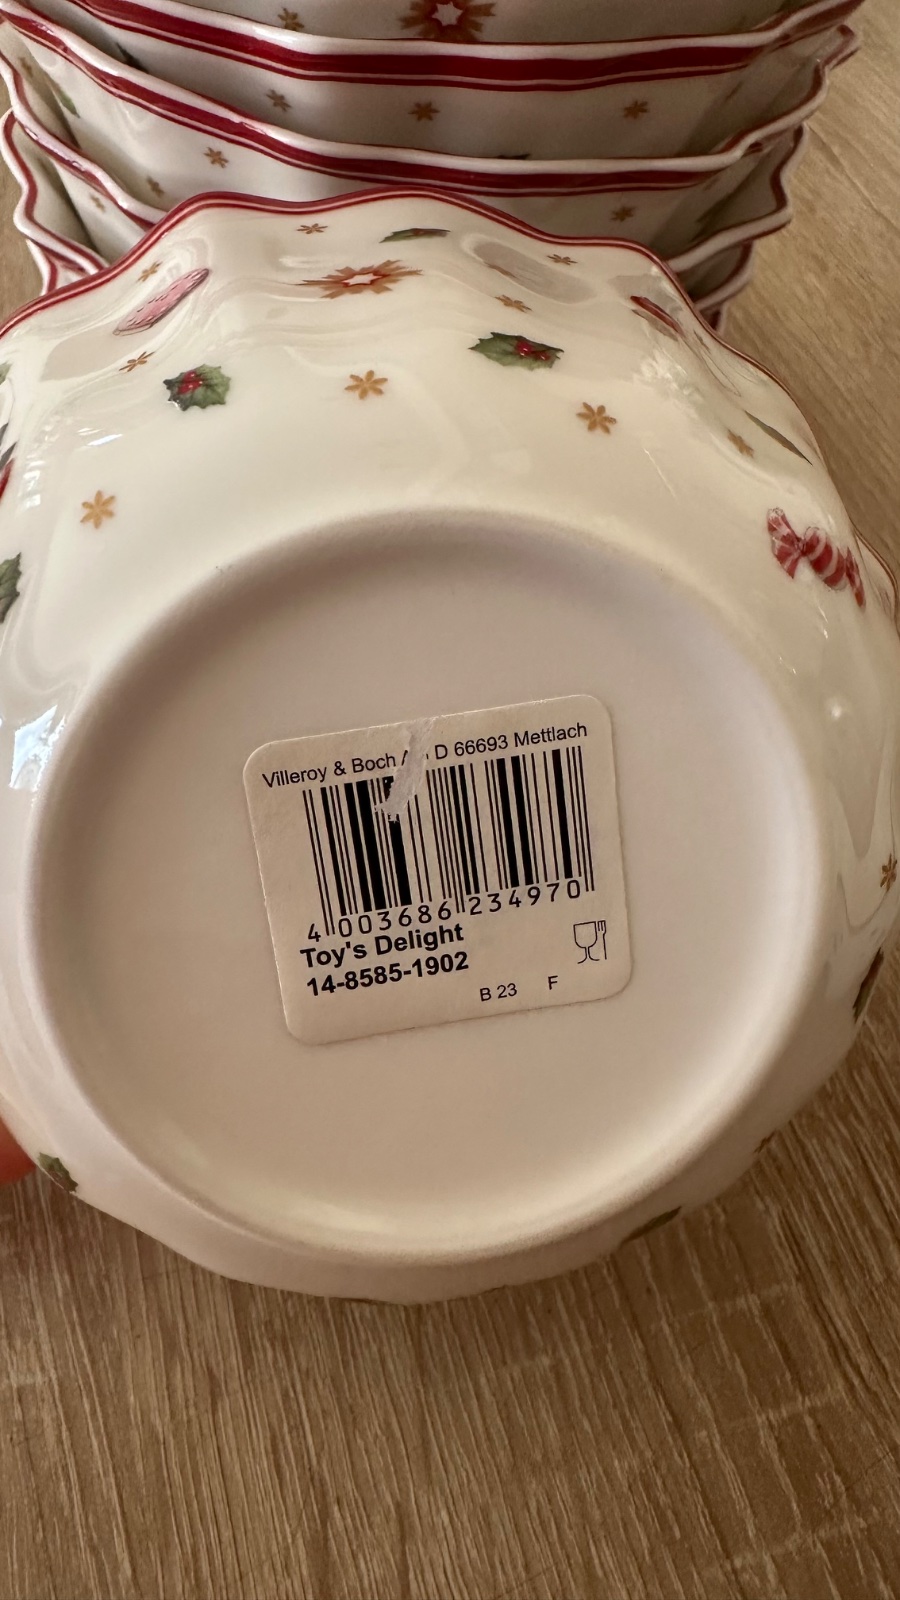 Villeroy & Boch D 66693 Mettlach
4 003686 234970
Toy's Delight
14-8585-1902
B 23 F